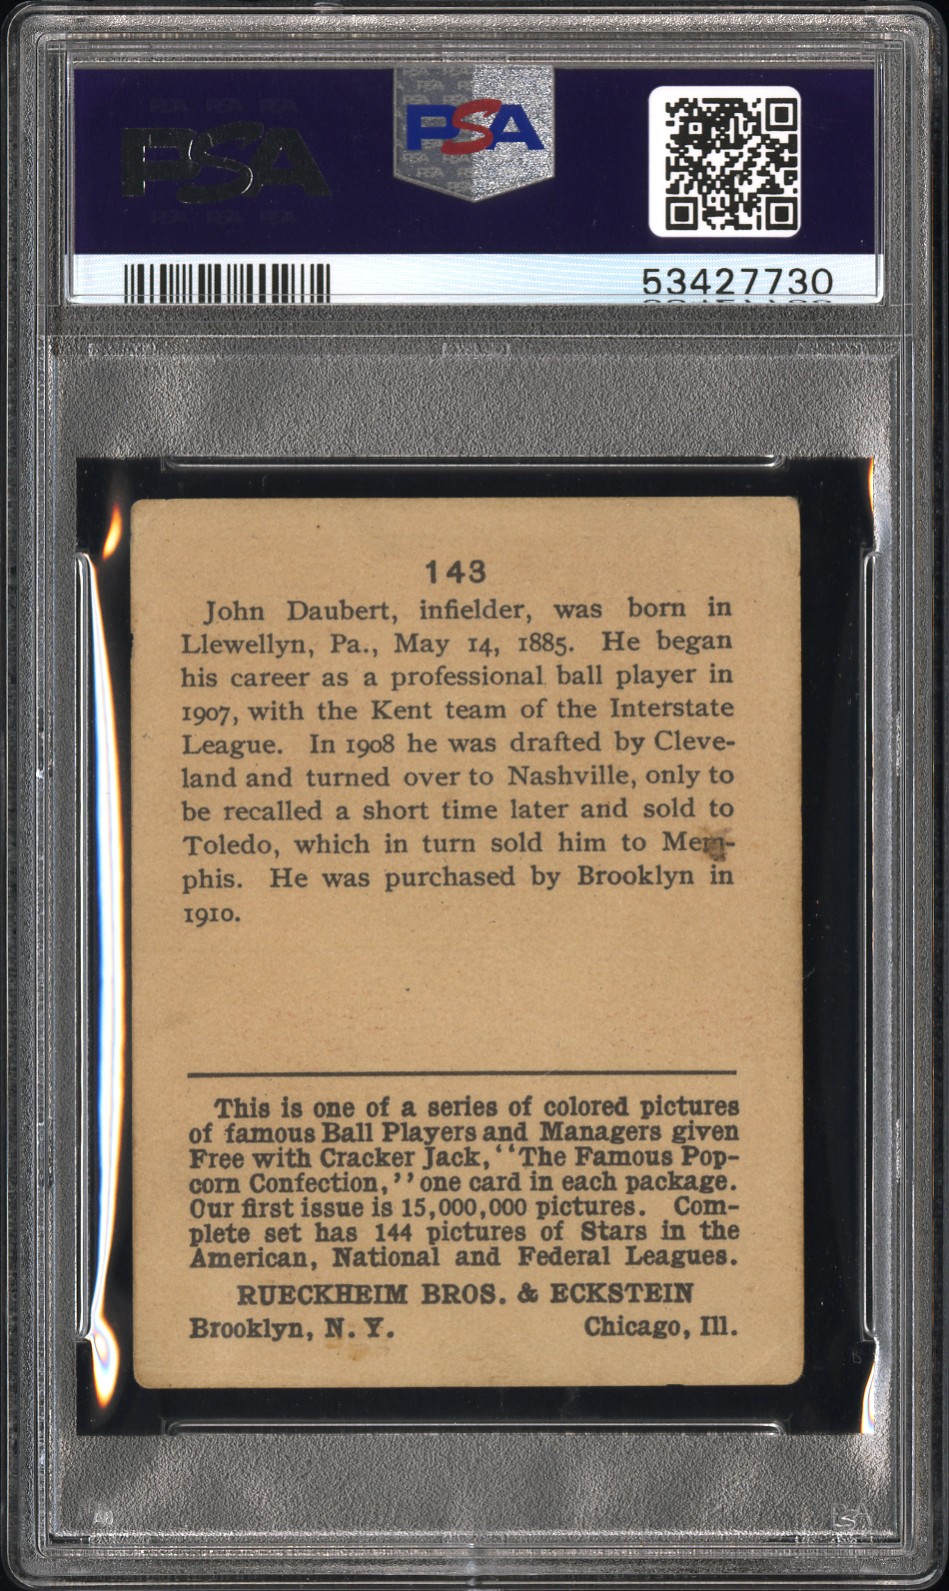 PSA
PSA
53427730
143
John Daubert, infielder, was born in
Llewellyn, Pa., May 14, 1885. He began
his career as a professional ball player in
1907, with the Kent team of the Interstate
League. In 1908 he was drafted by Cleve-
land and turned over to Nashville, only to
be recalled a short time later and sold to
Toledo, which in turn sold him to Mem-
phis. He was purchased by Brooklyn in
1910.
This is one of a series of colored pictures
of famous Ball Players and Managers given
Free with Cracker Jack, "The Famous Pop-
corn Confection," one card in each package.
Our first issue is 15,000,000 pictures. Com-
plete set has 144 pictures of Stars in the
American, National and Federal Leagues.
RUECKHEIM BROS. & ECKSTEIN
Brooklyn, N. Y. Chicago, Ill.
PSA